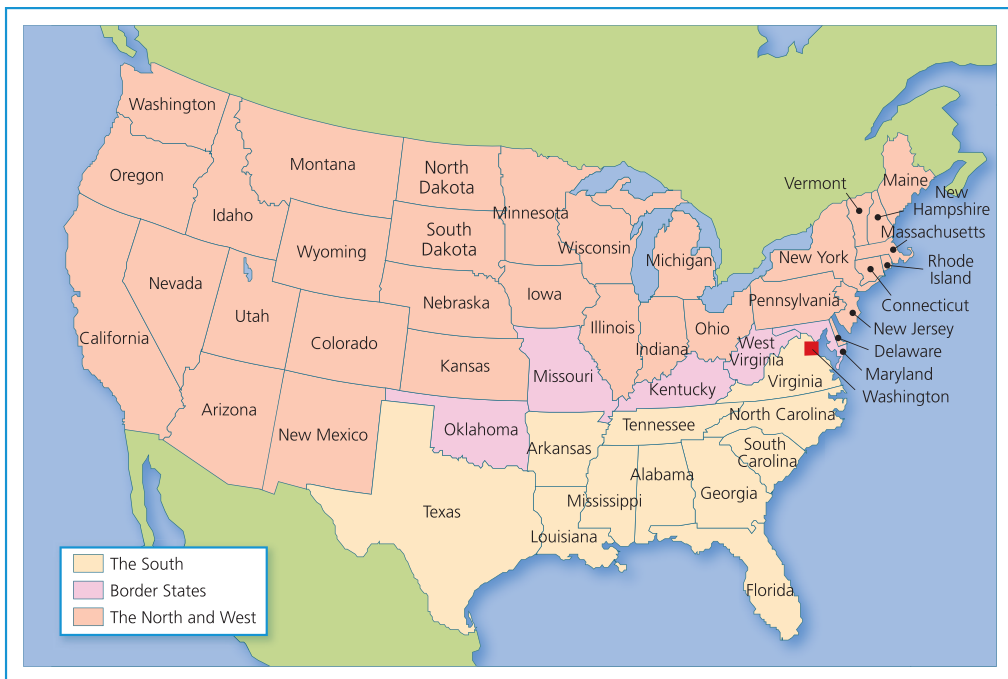 Washington
Oregon
Montana
Idaho
North
Dakota
Minnesota
South
Dakota
Wyoming
Wisconsin
Michigan
Vermont
Maine
New
Hampshire
Massachusetts
New York
Rhode
Island
Connecticut
Nevada
Utah
California
Nebraska
Iowa
Colorado
Kansas
Illinois
Indiana
Ohio
Pennsylvania
New Jersey
Delaware
Maryland
Washington
West
Virginia
Virginia
Missouri
Kentucky
Arizona
New Mexico
Oklahoma
Arkansas
Tennessee
North Carolina
South
Carolina
Texas
Louisiana
Mississippi
Alabama
Georgia
Florida
The South
Border States
The North and West